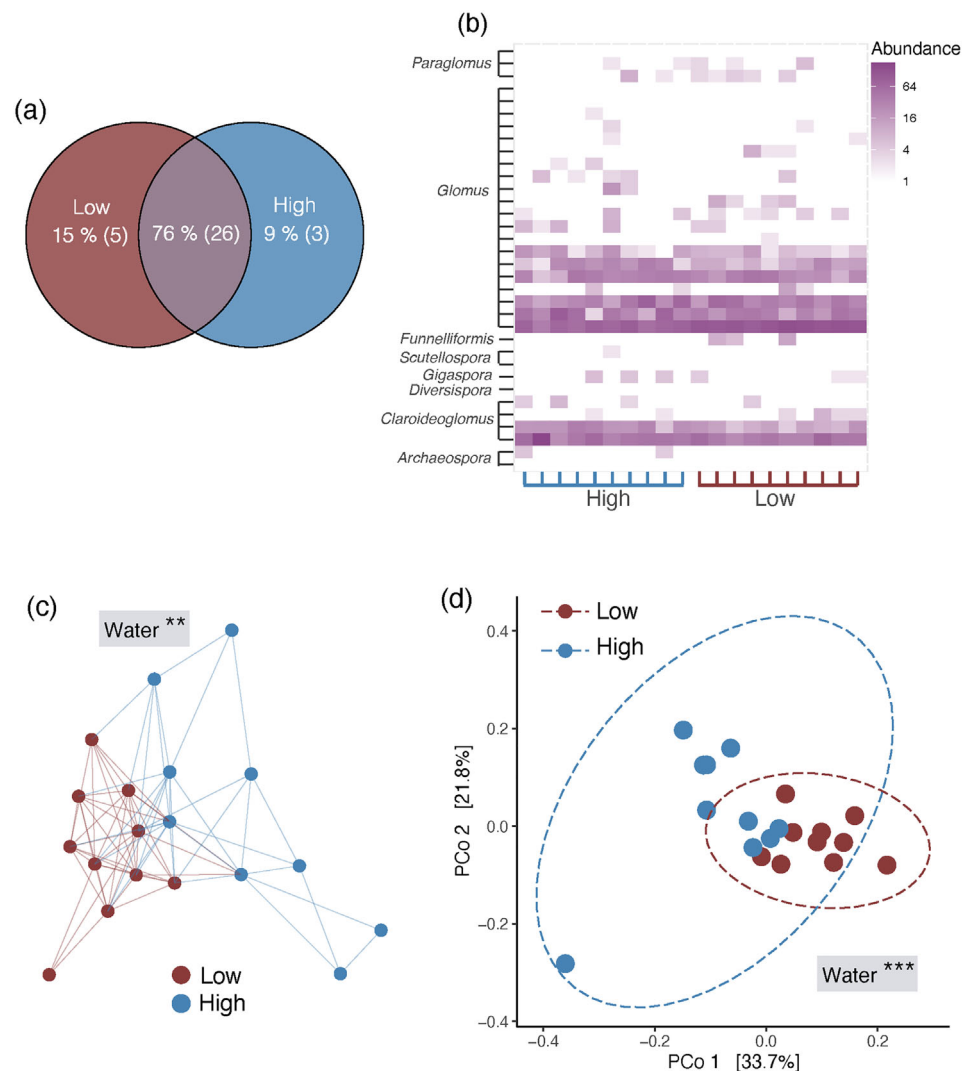 (a)
Low
15 % (5)
76 % (26)
High
9 % (3)
(b)
Paraglomus
Glomus
Funnelliformis
Scutellospora
Gigaspora
Diversispora
Claroideoglomus
Archaeospora
High
Low
Abundance
64
16
4
1
(c)
Water **
Low
High
(d)
Low
High
0.4
0.2
0.0
−0.2
−0.4
PCo 2 [21.8%]
Water ***
−0.4
−0.2
0.0
0.2
PCo 1 [33.7%]